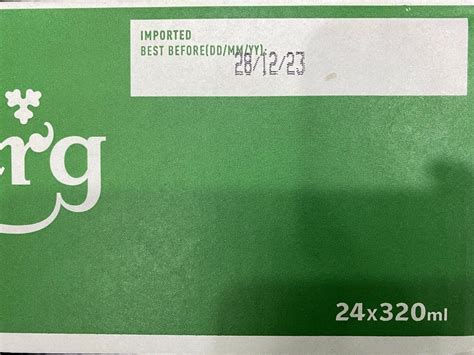 IMPORTED
BEST BEFORE(DD/MM/YY):
28/12/23
rg
24x320ml